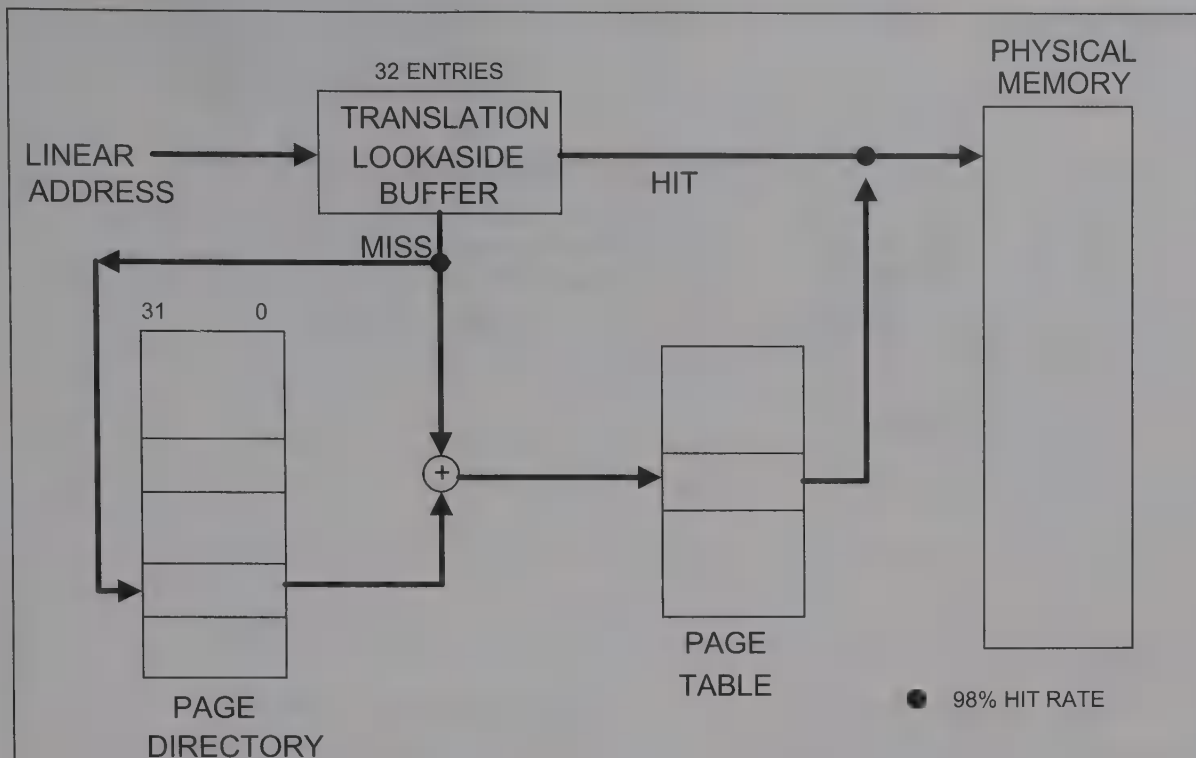 32 ENTRIES
TRANSLATION
LOOKASIDE
BUFFER
LINEAR
ADDRESS
HIT
MISS
PHYSICAL
MEMORY
31 0
+
PAGE
DIRECTORY
PAGE
TABLE
98% HIT RATE